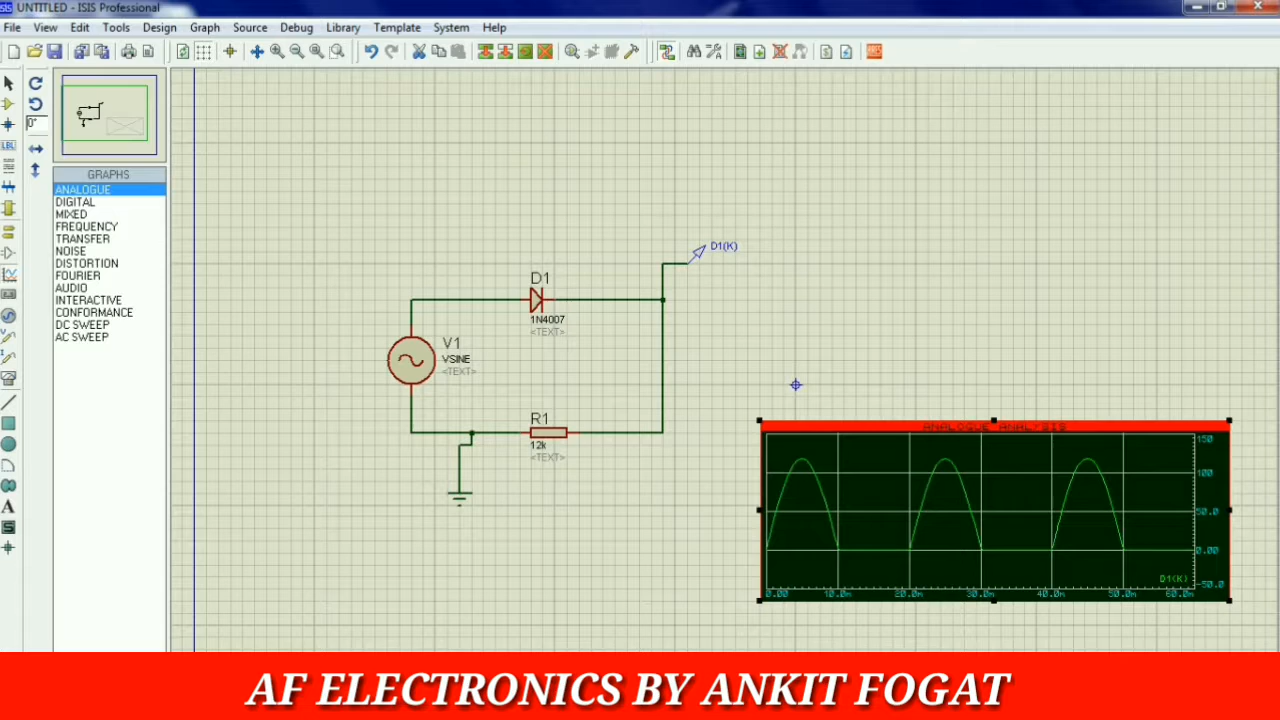 UNTITLED - ISIS Professional
File View Edit Tools Design Graph Source Debug Library Template System Help
0°
LBL
GRAPHS
ANALOGUE
DIGITAL
MIXED
FREQUENCY
TRANSFER
NOISE
DISTORTION
FOURIER
AUDIO
INTERACTIVE
CONFORMANCE
DC SWEEP
AC SWEEP
D1(K)
D1
1N4007
<TEXT>
V1
VSINE
<TEXT>
R1
12k
<TEXT>
ANALOGUE ANALYSIS
150
100
50.0
0.00
D1(K)
-50.0
0.00 10.0m 20.0m 30.0m 40.0m 50.0m 60.0m
AF ELECTRONICS BY ANKIT FOGAT